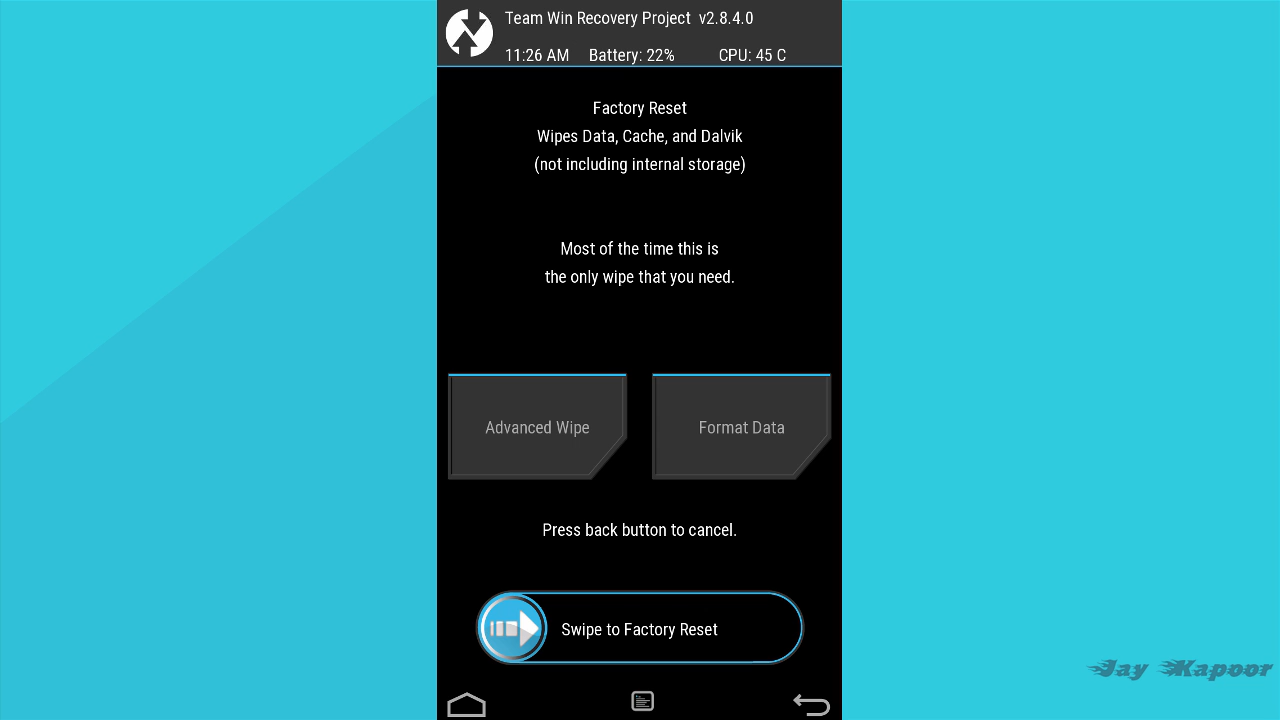 Team Win Recovery Project v2.8.4.0
11:26 AM Battery: 22% CPU: 45 C
Factory Reset
Wipes Data, Cache, and Dalvik
(not including internal storage)
Most of the time this is
the only wipe that you need.
Advanced Wipe Format Data
Press back button to cancel.
Swipe to Factory Reset
Jay Kapoor